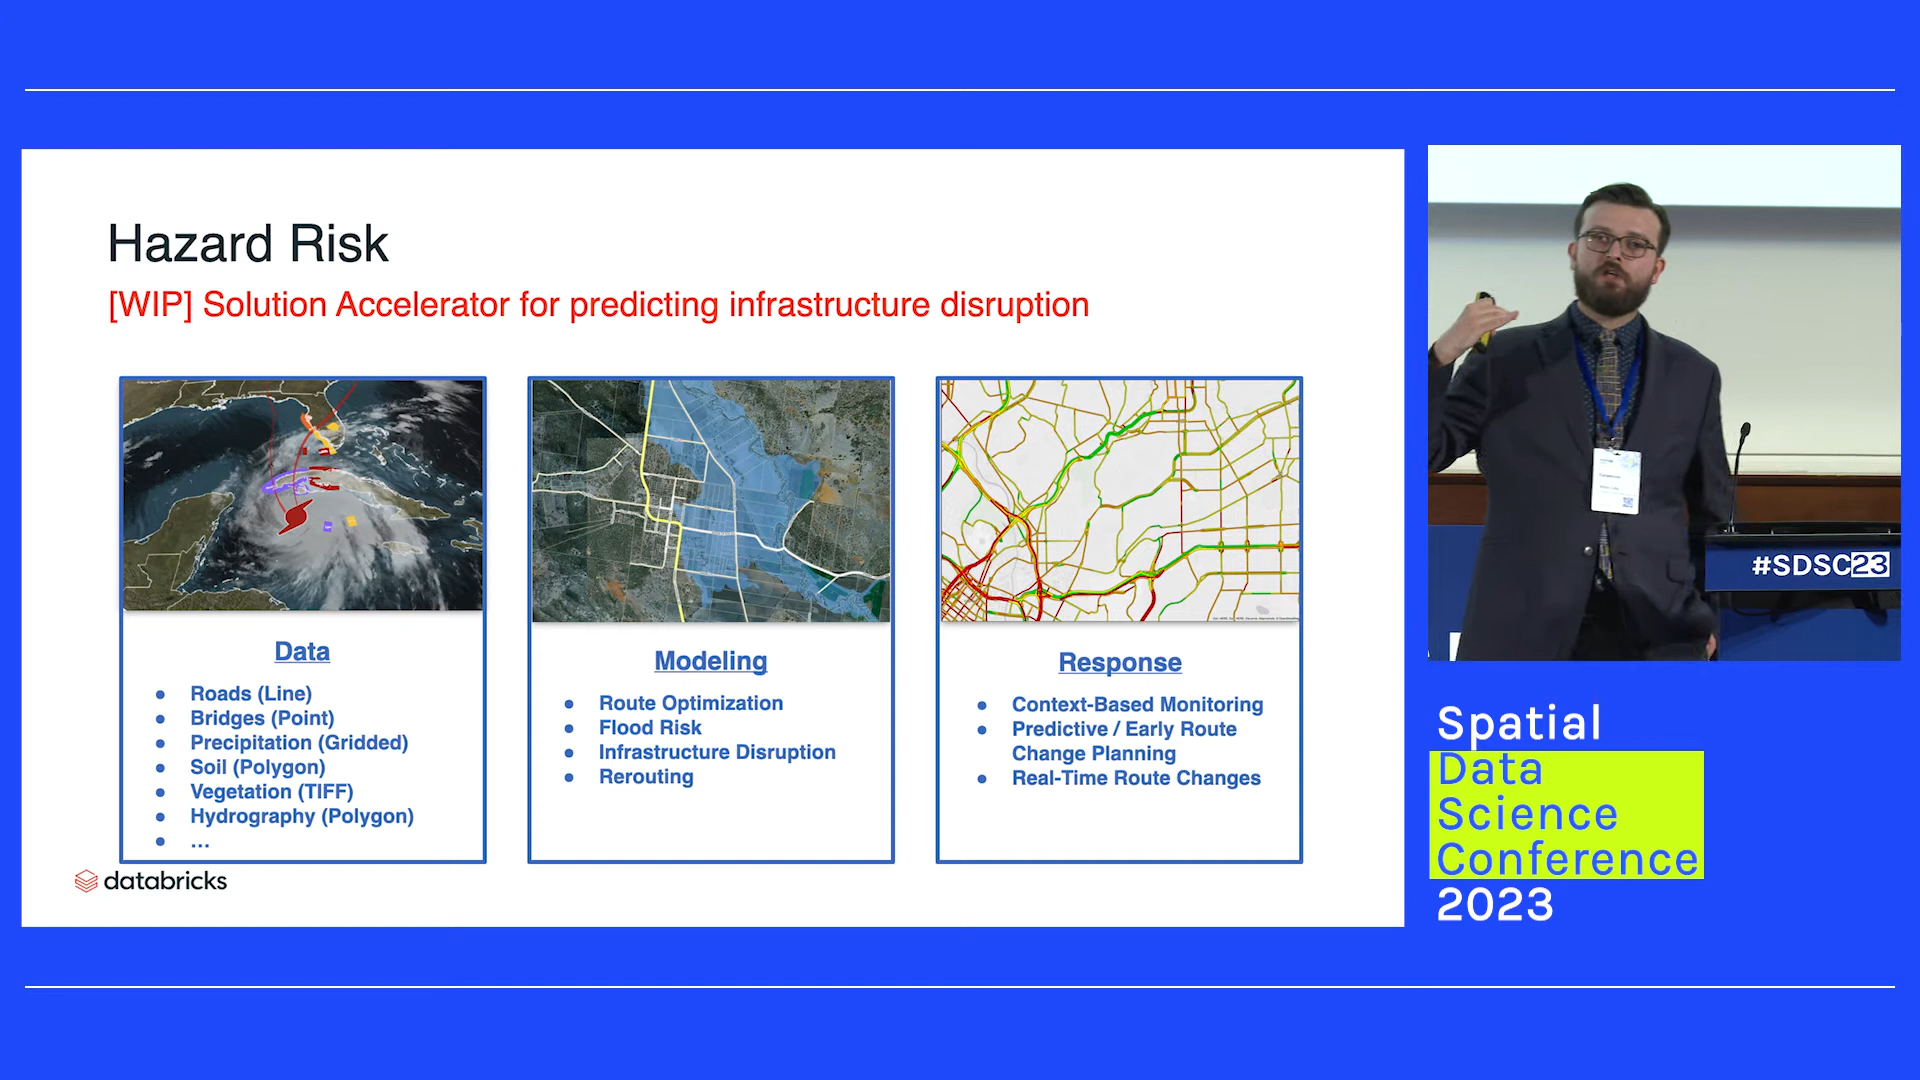 Hazard Risk
[WIP] Solution Accelerator for predicting infrastructure disruption
Data
Roads (Line)
Bridges (Point)
Precipitation (Gridded)
Soil (Polygon)
Vegetation (TIFF)
Hydrography (Polygon)
...
Modeling
Route Optimization
Flood Risk
Infrastructure Disruption
Rerouting
Response
Context-Based Monitoring
Predictive / Early Route
Change Planning
Real-Time Route Changes
databricks
#SDSC23
Spatial
Data
Science
Conference
2023